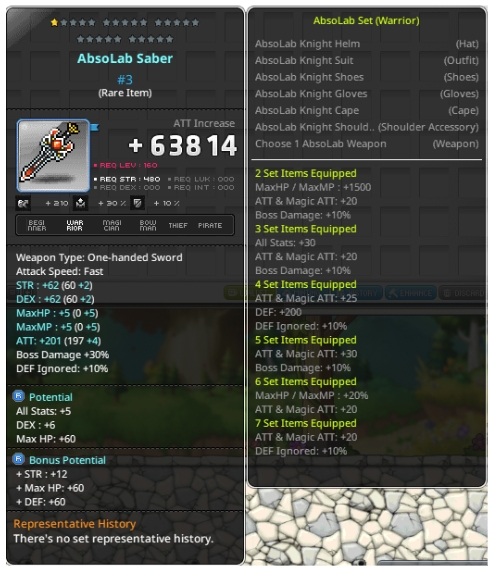 AbsoLab Saber
#3
(Rare Item)
ATT Increase
+ 63814
REQ LEV : 160
REQ STR : 480 REQ LUK : 000
REQ DEX : 000 REQ INT : 000
+ 210 + 30 % + 10 %
BEGINNER WARRIOR MAGICIAN BOWMAN THIEF PIRATE
Weapon Type: One-handed Sword
Attack Speed: Fast
STR : +62 (60 +2)
DEX : +62 (60 +2)
MaxHP : +5 (0 +5)
MaxMP : +5 (0 +5)
ATT: +201 (197 +4)
Boss Damage +30%
DEF Ignored: +10%
R Potential
All Stats: +5
DEX : +6
Max HP: +60
R Bonus Potential
+ STR : +12
+ Max HP: +60
+ DEF: +60
Representative History
There's no set representative history.
AbsoLab Set (Warrior)
AbsoLab Knight Helm (Hat)
AbsoLab Knight Suit (Outfit)
AbsoLab Knight Shoes (Shoes)
AbsoLab Knight Gloves (Gloves)
AbsoLab Knight Cape (Cape)
AbsoLab Knight Should.. (Shoulder Accessory)
Choose 1 AbsoLab Weapon (Weapon)
2 Set Items Equipped
MaxHP / MaxMP : +1500
ATT & Magic ATT: +20
Boss Damage: +10%
3 Set Items Equipped
All Stats: +30
ATT & Magic ATT: +20
Boss Damage: +10%
4 Set Items Equipped
ATT & Magic ATT: +25
DEF: +200
DEF Ignored: +10%
5 Set Items Equipped
ATT & Magic ATT: +30
Boss Damage: +10%
6 Set Items Equipped
MaxHP / MaxMP : +20%
ATT & Magic ATT: +20
7 Set Items Equipped
ATT & Magic ATT: +20
DEF Ignored: +10%